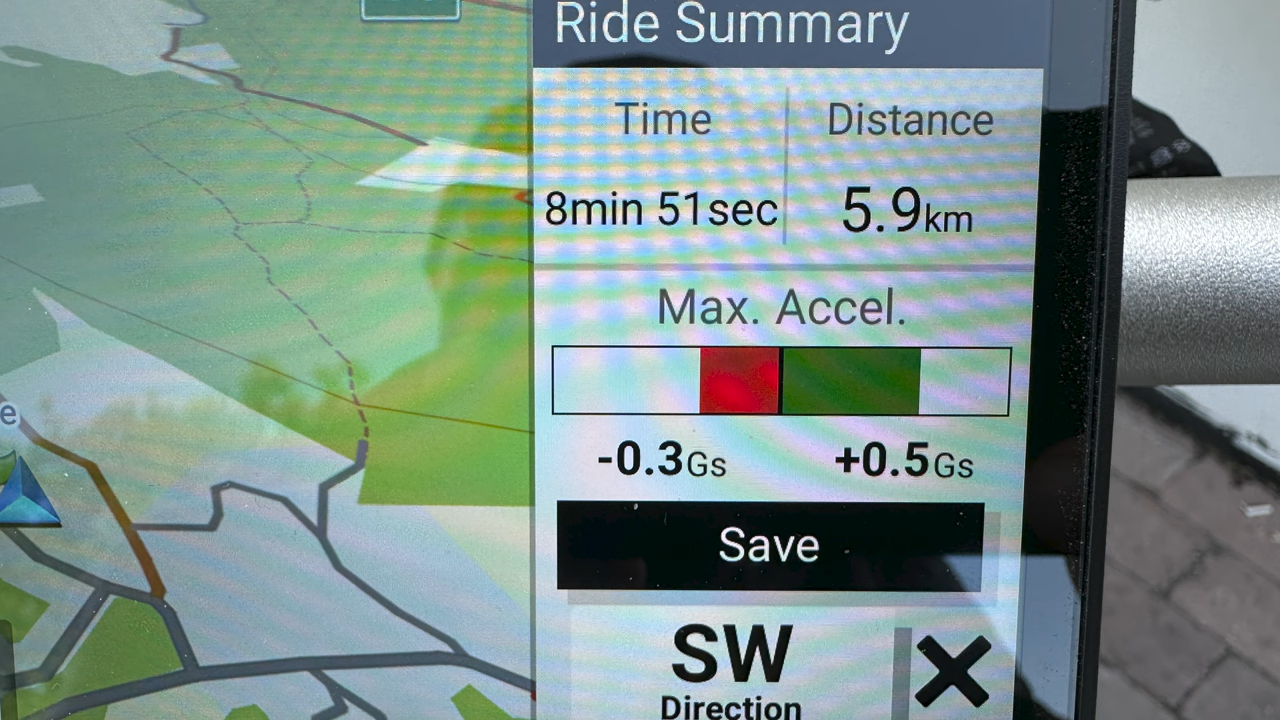 Ride Summary
Time
Distance
8min 51sec
5.9km
Max. Accel.
-0.3Gs
+0.5Gs
Save
SW
Direction
e